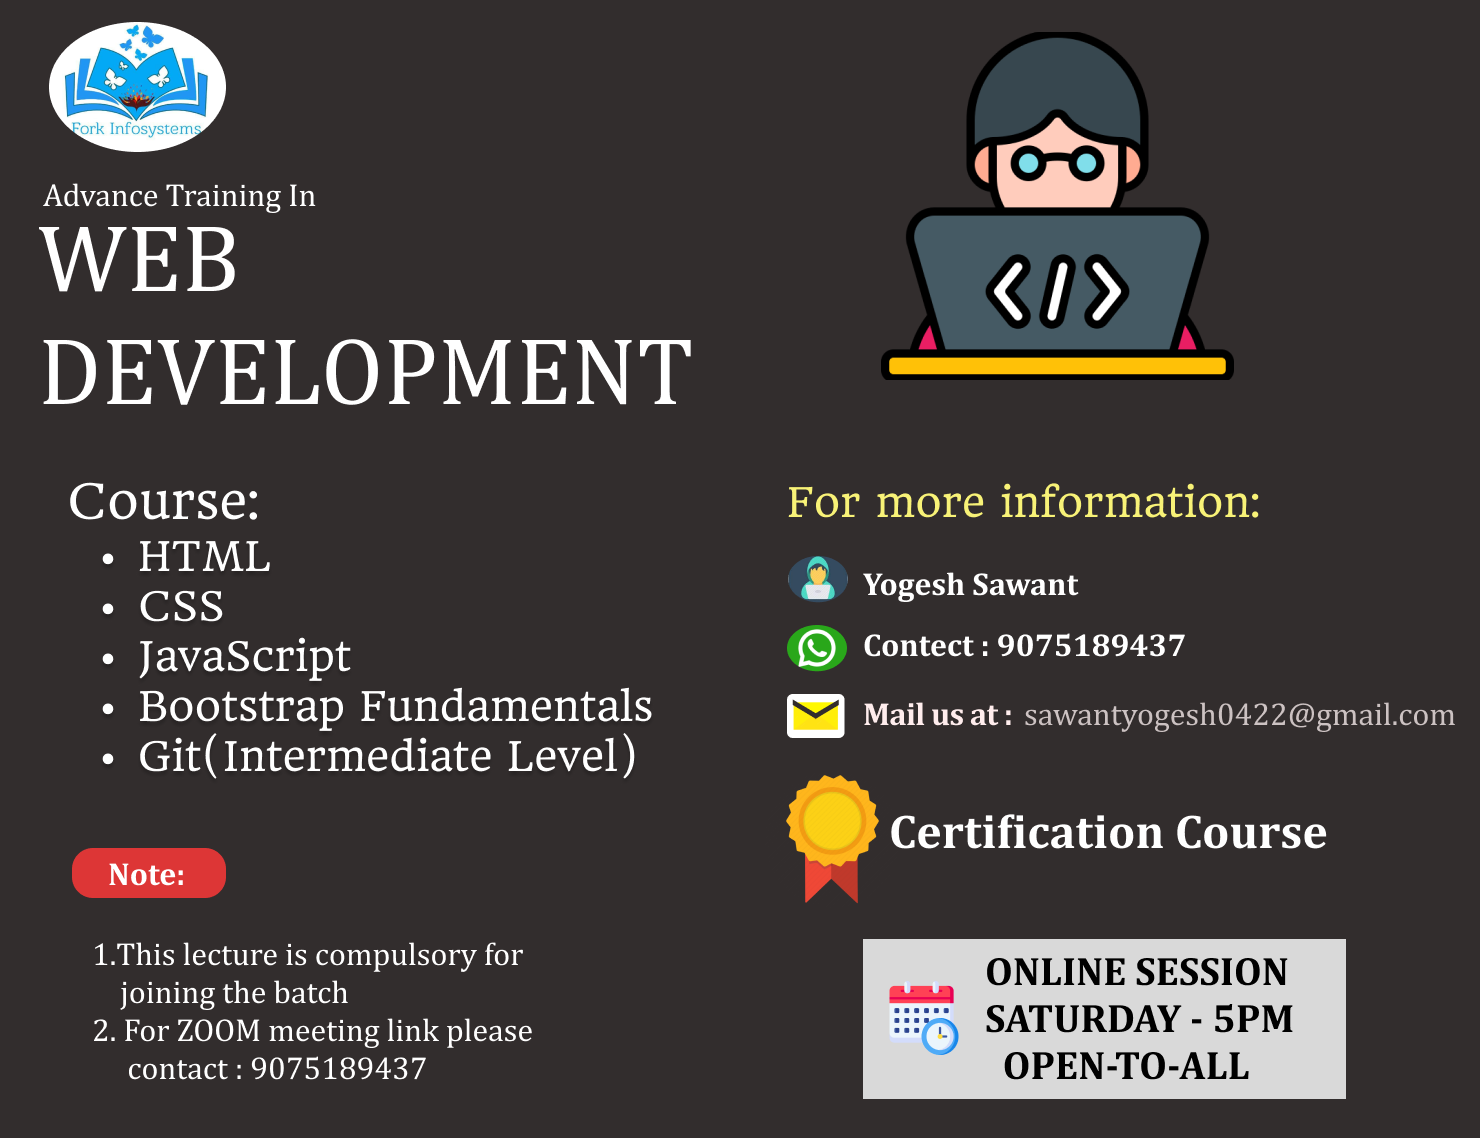 Fork Infosystems
Advance Training In
WEB
DEVELOPMENT
Course:
• HTML
• CSS
• JavaScript
• Bootstrap Fundamentals
• Git(Intermediate Level)
Note:
1.This lecture is compulsory for
joining the batch
2. For ZOOM meeting link please
contact : 9075189437
</>
For more information:
Yogesh Sawant
Contect : 9075189437
Mail us at : sawantyogesh0422@gmail.com
Certification Course
ONLINE SESSION
SATURDAY - 5PM
OPEN-TO-ALL